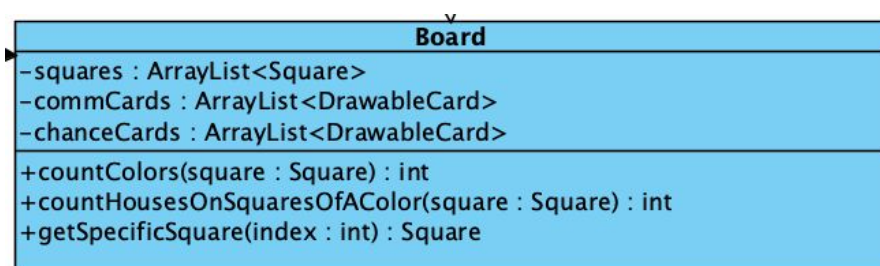 Board
-squares : ArrayList<Square>
-commCards : ArrayList<DrawableCard>
-chanceCards : ArrayList<DrawableCard>
+countColors(square : Square) : int
+countHousesOnSquaresOfAColor(square : Square) : int
+getSpecificSquare(index : int) : Square